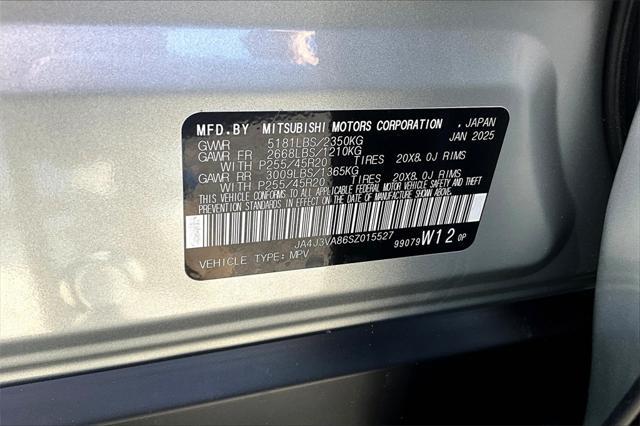 MFD.BY MITSUBISHI MOTORS CORPORATION, JAPAN
GVWR 5181LBS/2350KG JAN 2025
GAWR FR 2668LBS/1210KG
WITH P255/45R20 TIRES 20X8.0J RIMS
GAWR RR 3009LBS/1365KG
WITH P255/45R20 TIRES 20X8.0J RIMS
THIS VEHICLE CONFORMS TO ALL APPLICABLE FEDERAL MOTOR VEHICLE SAFETY AND THEFT
PREVENTION STANDARDS IN EFFECT ON THE DATE OF MANUFACTURE SHOWN ABOVE.
JA4J3VA86SZ015527
99079 W12 0P
VEHICLE TYPE: MPV